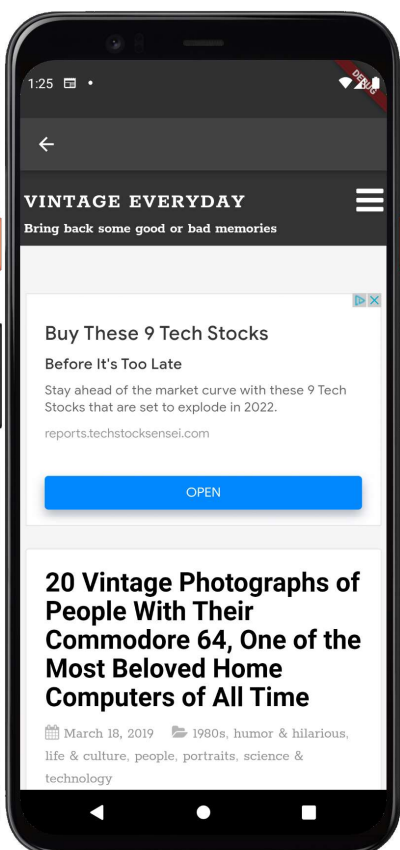 1:25
DEBUG
VINTAGE EVERYDAY
Bring back some good or bad memories
Buy These 9 Tech Stocks
Before It's Too Late
Stay ahead of the market curve with these 9 Tech
Stocks that are set to explode in 2022.
reports.techstocksensei.com
OPEN
20 Vintage Photographs of
People With Their
Commodore 64, One of the
Most Beloved Home
Computers of All Time
March 18, 2019 1980s, humor & hilarious,
life & culture, people, portraits, science &
technology